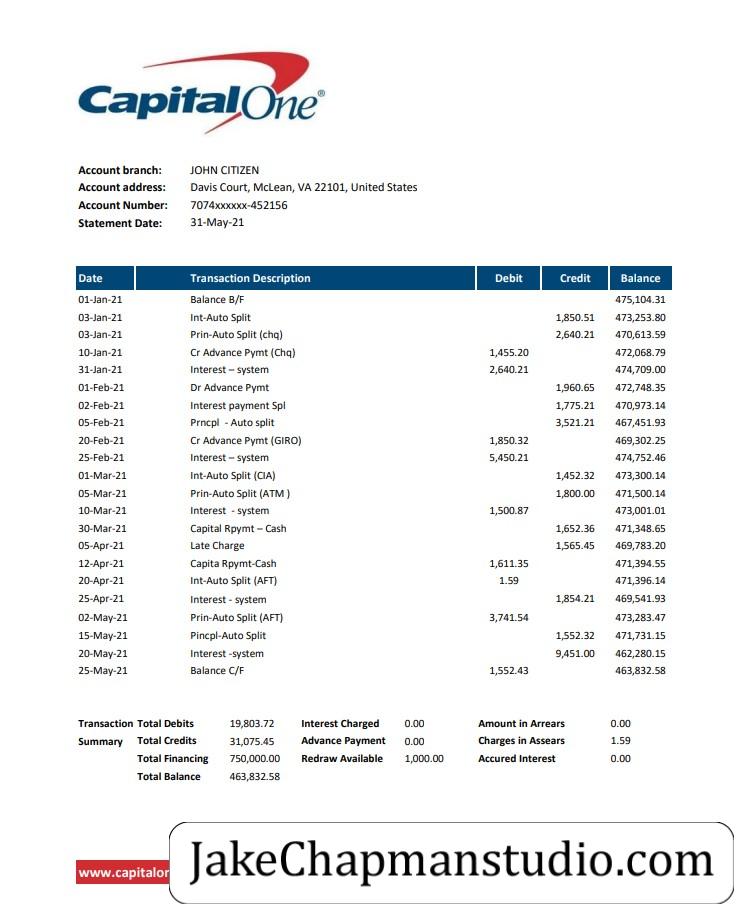 Capital One®
Account branch: JOHN CITIZEN
Account address: Davis Court, McLean, VA 22101, United States
Account Number: 7074xxxxxx-452156
Statement Date: 31-May-21
Date Transaction Description Debit Credit Balance
01-Jan-21 Balance B/F 475,104.31
03-Jan-21 Int-Auto Split 1,850.51 473,253.80
03-Jan-21 Prin-Auto Split (chq) 2,640.21 470,613.59
10-Jan-21 Cr Advance Pymt (Chq) 1,455.20 472,068.79
31-Jan-21 Interest – system 2,640.21 474,709.00
01-Feb-21 Dr Advance Pymt 1,960.65 472,748.35
02-Feb-21 Interest payment Spl 1,775.21 470,973.14
05-Feb-21 Prncpl - Auto split 3,521.21 467,451.93
20-Feb-21 Cr Advance Pymt (GIRO) 1,850.32 469,302.25
25-Feb-21 Interest – system 5,450.21 474,752.46
01-Mar-21 Int-Auto Split (CIA) 1,452.32 473,300.14
05-Mar-21 Prin-Auto Split (ATM ) 1,800.00 471,500.14
10-Mar-21 Interest - system 1,500.87 473,001.01
30-Mar-21 Capital Rpymt – Cash 1,652.36 471,348.65
05-Apr-21 Late Charge 1,565.45 469,783.20
12-Apr-21 Capita Rpymt-Cash 1,611.35 471,394.55
20-Apr-21 Int-Auto Split (AFT) 1.59 471,396.14
25-Apr-21 Interest - system 1,854.21 469,541.93
02-May-21 Prin-Auto Split (AFT) 3,741.54 473,283.47
15-May-21 Pincpl-Auto Split 1,552.32 471,731.15
20-May-21 Interest -system 9,451.00 462,280.15
25-May-21 Balance C/F 1,552.43 463,832.58
Transaction Total Debits 19,803.72 Interest Charged 0.00 Amount in Arrears 0.00
Summary Total Credits 31,075.45 Advance Payment 0.00 Charges in Assears 1.59
Total Financing 750,000.00 Redraw Available 1,000.00 Accured Interest 0.00
Total Balance 463,832.58
www.capitalor
JakeChapmanstudio.com